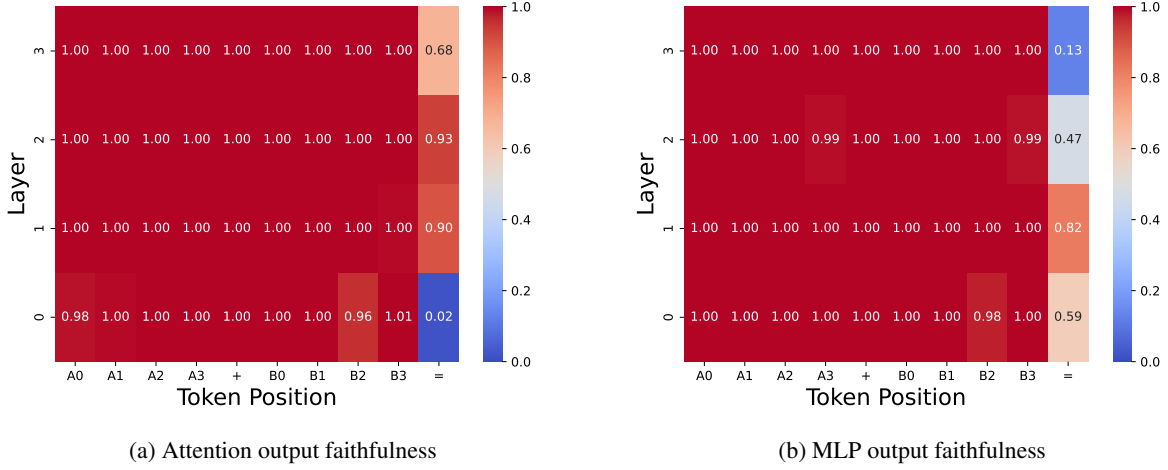 3 1.00 1.00 1.00 1.00 1.00 1.00 1.00 1.00 1.00 0.68
2 1.00 1.00 1.00 1.00 1.00 1.00 1.00 1.00 1.00 0.93
1 1.00 1.00 1.00 1.00 1.00 1.00 1.00 1.00 1.00 0.90
0 0.98 1.00 1.00 1.00 1.00 1.00 1.00 0.96 1.01 0.02
A0 A1 A2 A3 + B0 B1 B2 B3 =
Layer
Token Position
1.0
0.8
0.6
0.4
0.2
0.0
(a) Attention output faithfulness
3 1.00 1.00 1.00 1.00 1.00 1.00 1.00 1.00 1.00 0.13
2 1.00 1.00 1.00 0.99 1.00 1.00 1.00 1.00 0.99 0.47
1 1.00 1.00 1.00 1.00 1.00 1.00 1.00 1.00 1.00 0.82
0 1.00 1.00 1.00 1.00 1.00 1.00 1.00 0.98 1.00 0.59
A0 A1 A2 A3 + B0 B1 B2 B3 =
Layer
Token Position
1.0
0.8
0.6
0.4
0.2
0.0
(b) MLP output faithfulness